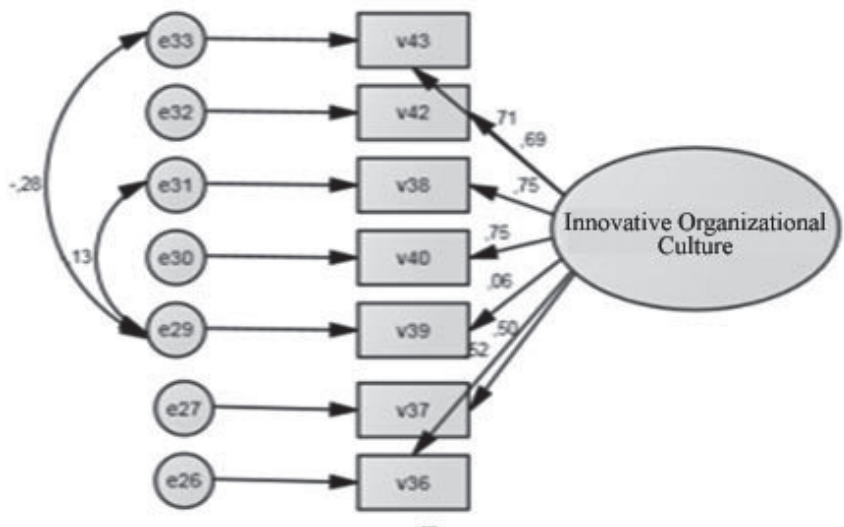 e33
v43
e32
v42
,71
,69
e31
v38
,75
-,28
Innovative Organizational
Culture
e30
v40
,75
,13
,06
e29
v39
,50
52
e27
v37
e26
v36